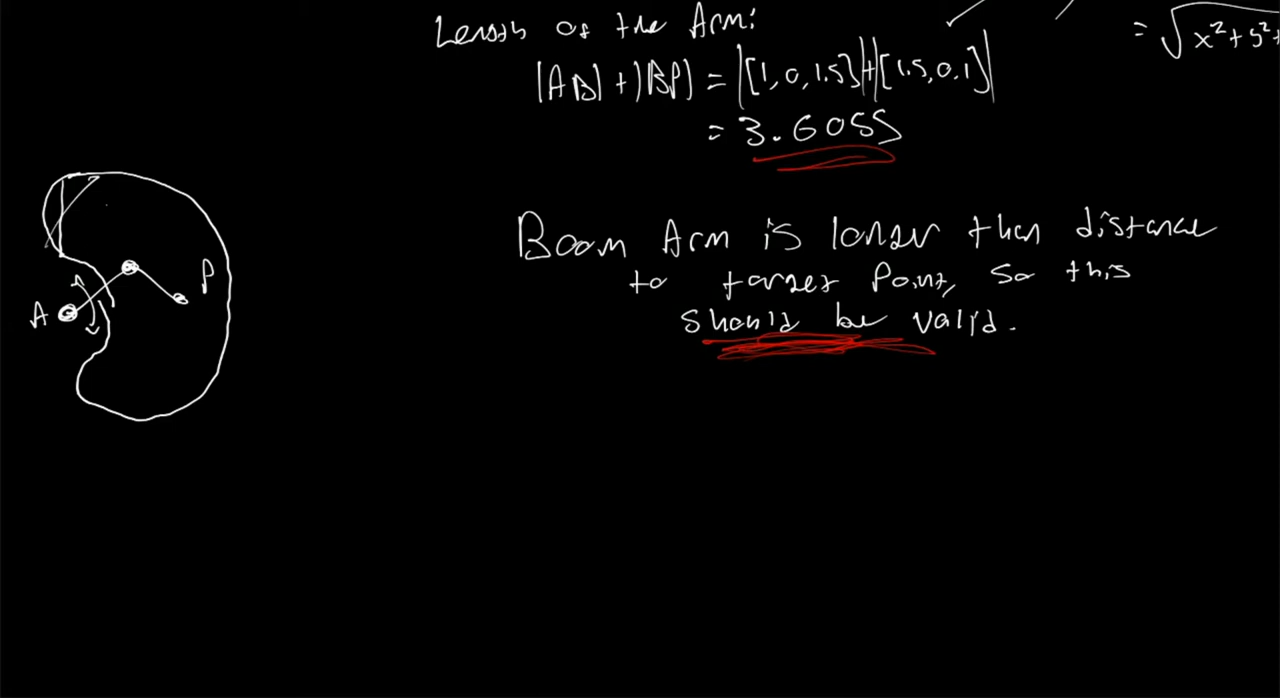 Length of the Arm:
|AB| + |BP| = |[1, 0, 1.5]| + |[1.5, 0, 1]|
= 3.6055
= √x²+y²+
Boom Arm is longer then distance
to target Point, so this
should be valid.
A
P